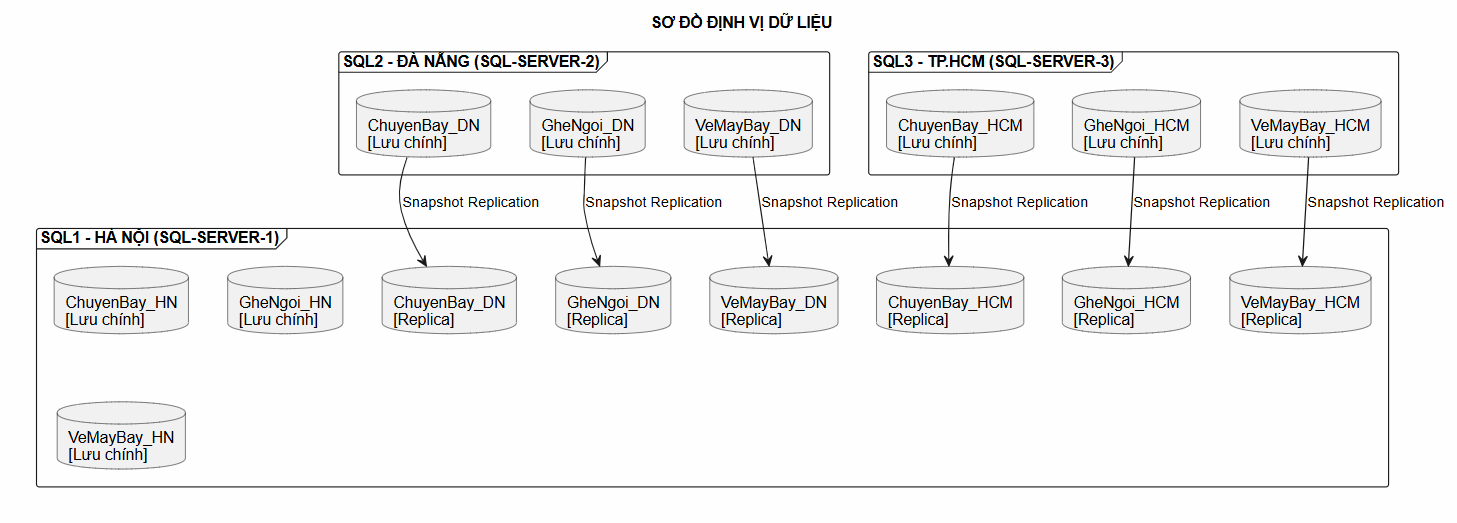 SƠ ĐỒ ĐỊNH VỊ DỮ LIỆU
SQL2 - ĐÀ NẴNG (SQL-SERVER-2)
ChuyenBay_DN
[Lưu chính]
GheNgoi_DN
[Lưu chính]
VeMayBay_DN
[Lưu chính]
SQL3 - TP.HCM (SQL-SERVER-3)
ChuyenBay_HCM
[Lưu chính]
GheNgoi_HCM
[Lưu chính]
VeMayBay_HCM
[Lưu chính]
Snapshot Replication
Snapshot Replication
Snapshot Replication
Snapshot Replication
Snapshot Replication
Snapshot Replication
SQL1 - HÀ NỘI (SQL-SERVER-1)
ChuyenBay_HN
[Lưu chính]
GheNgoi_HN
[Lưu chính]
ChuyenBay_DN
[Replica]
GheNgoi_DN
[Replica]
VeMayBay_DN
[Replica]
ChuyenBay_HCM
[Replica]
GheNgoi_HCM
[Replica]
VeMayBay_HCM
[Replica]
VeMayBay_HN
[Lưu chính]